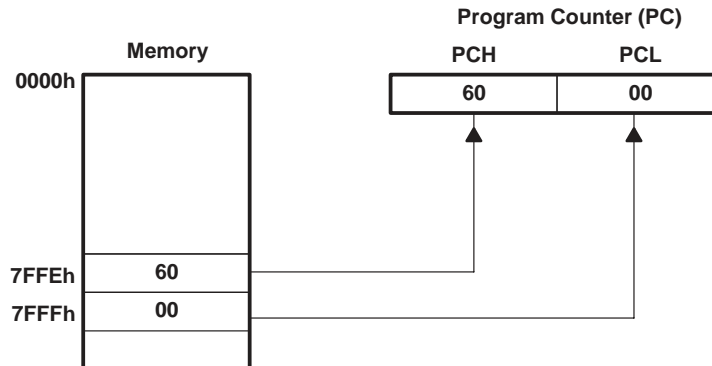 Program Counter (PC)
Memory
PCH PCL
0000h
60 00
7FFEh 60
7FFFh 00